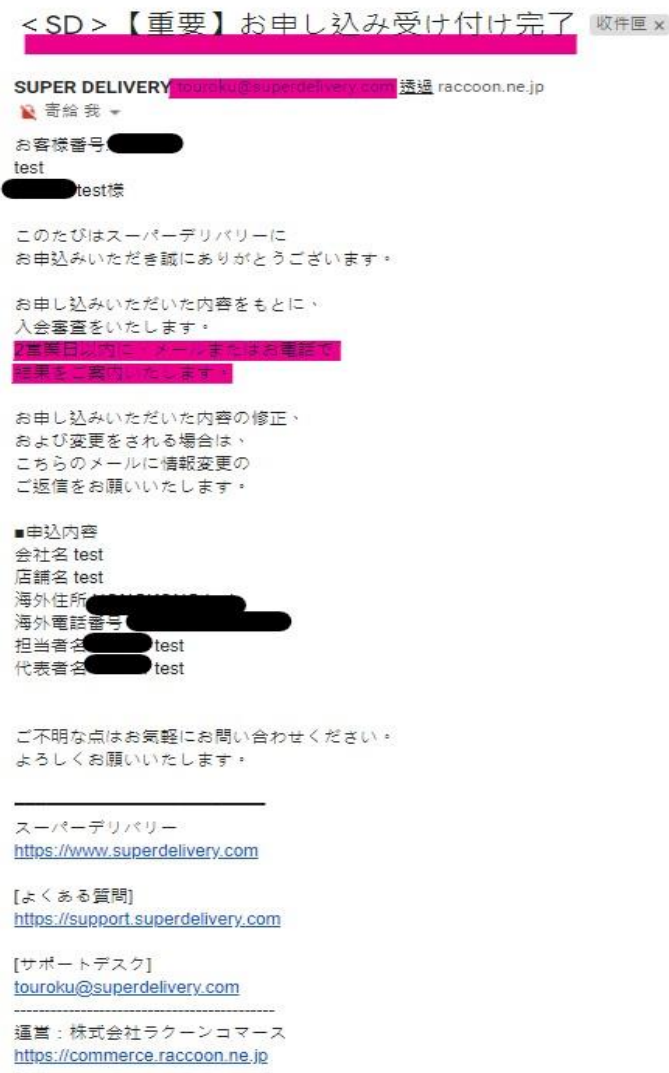 ＜SD＞【重要】お申し込み受け付け完了 收件匣 x
SUPER DELIVERY touroku@superdelivery.com 透過 raccoon.ne.jp
寄給 我
お客様番号:
test
test様
このたびはスーパーデリバリーに
お申込みいただき誠にありがとうございます。
お申し込みいただいた内容をもとに、
入会審査をいたします。
2営業日以内に、メールまたはお電話で
結果をご案内いたします。
お申し込みいただいた内容の修正、
および変更をされる場合は、
こちらのメールに情報変更の
ご返信をお願いいたします。
■申込内容
会社名 test
店舗名 test
海外住所
海外電話番号
担当者名 test
代表者名 test
ご不明な点はお気軽にお問い合わせください。
よろしくお願いいたします。
スーパーデリバリー
https://www.superdelivery.com
[よくある質問]
https://support.superdelivery.com
[サポートデスク]
touroku@superdelivery.com
----------------------------------------
運営：株式会社ラクーンコマース
https://commerce.raccoon.ne.jp